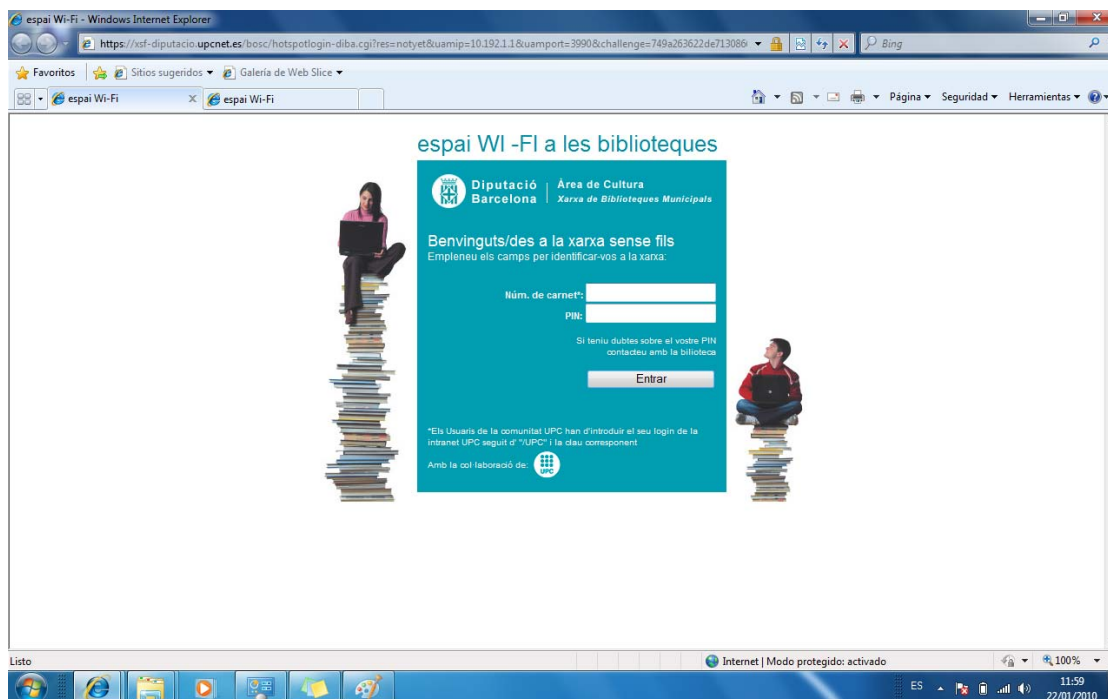 espai Wi-Fi - Windows Internet Explorer
https://xsf-diputacio.upcnet.es/bosc/hotspotlogin-diba.cgi?res=notyet&uamip=10.192.1.1&uamport=3990&challenge=749a263622de713086
Bing
Favoritos Sitios sugeridos Galería de Web Slice
espai Wi-Fi espai Wi-Fi Página Seguridad Herramientas
espai WI -FI a les biblioteques
Diputació Barcelona
Àrea de Cultura
Xarxa de Biblioteques Municipals
Benvinguts/des a la xarxa sense fils
Empleneu els camps per identificar-vos a la xarxa:
Núm. de carnet*:
PIN:
Si teniu dubtes sobre el vostre PIN
contacteu amb la bilioteca
Entrar
*Els Usuaris de la comunitat UPC han d'introduir el seu login de la
intranet UPC seguit d' "/UPC" i la clau corresponent
Amb la col·laboració de: UPC
Listo Internet | Modo protegido: activado 100%
ES 11:59
22/01/2010